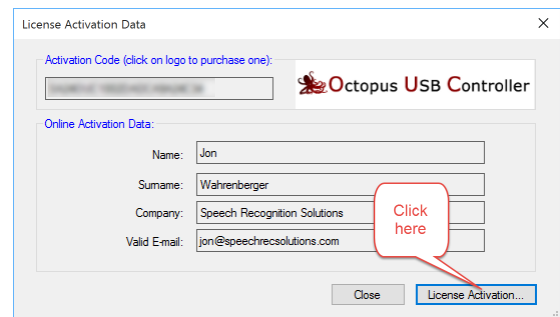 License Activation Data
Activation Code (click on logo to purchase one):
Octopus USB Controller
Online Activation Data:
Name: Jon
Surname: Wahrenberger
Company: Speech Recognition Solutions
Valid E-mail: jon@speechrecsolutions.com
Click
here
Close License Activation...